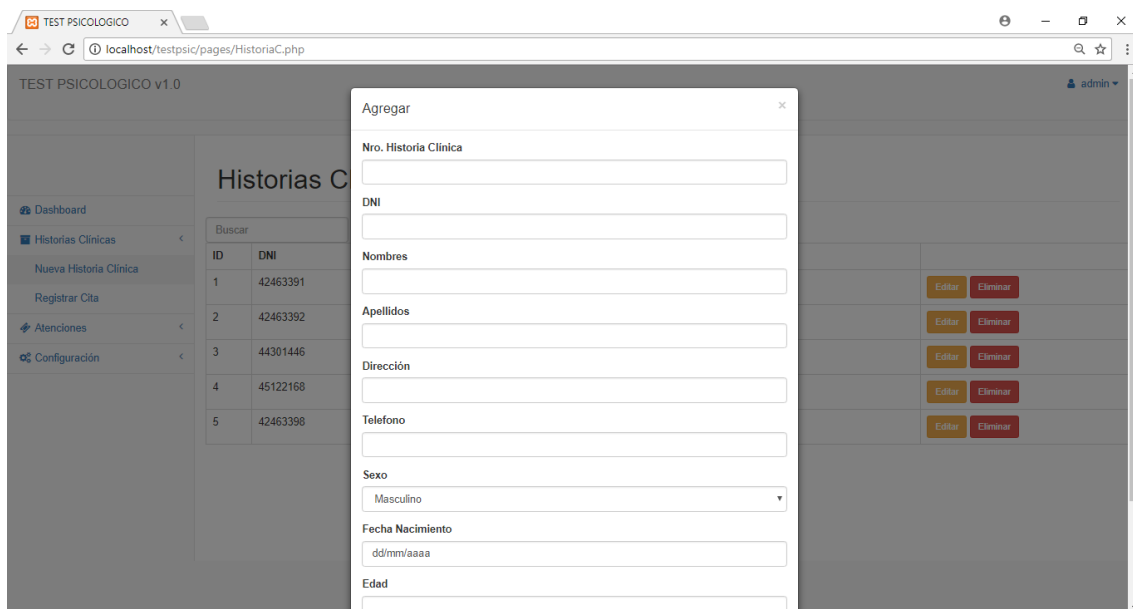 TEST PSICOLOGICO
localhost/testpsic/pages/HistoriaC.php
TEST PSICOLOGICO v1.0
admin
Dashboard
Historias Clínicas
Nueva Historia Clínica
Registrar Cita
Atenciones
Configuración
Historias C
Buscar
ID DNI
1 42463391 Editar Eliminar
2 42463392 Editar Eliminar
3 44301446 Editar Eliminar
4 45122168 Editar Eliminar
5 42463398 Editar Eliminar
Agregar ×
Nro. Historia Clínica
DNI
Nombres
Apellidos
Dirección
Telefono
Sexo
Masculino
Fecha Nacimiento
dd/mm/aaaa
Edad